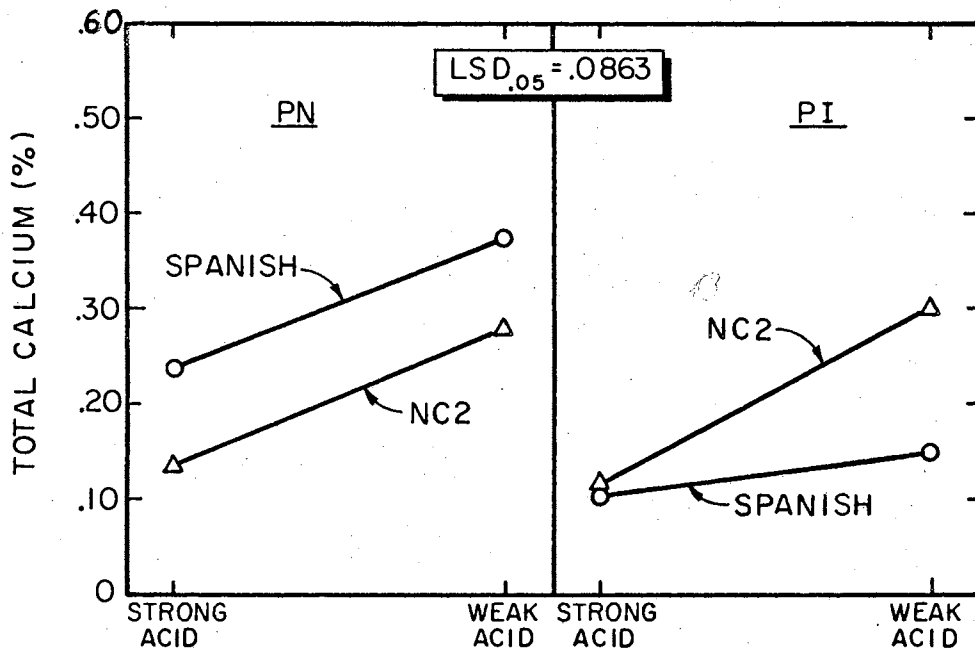 .60
LSD.05 = .0863
PN
PI
.50
TOTAL CALCIUM (%)
.40
SPANISH
.30
NC2
.20
NC2
.10
SPANISH
0
STRONG ACID
WEAK ACID
STRONG ACID
WEAK ACID